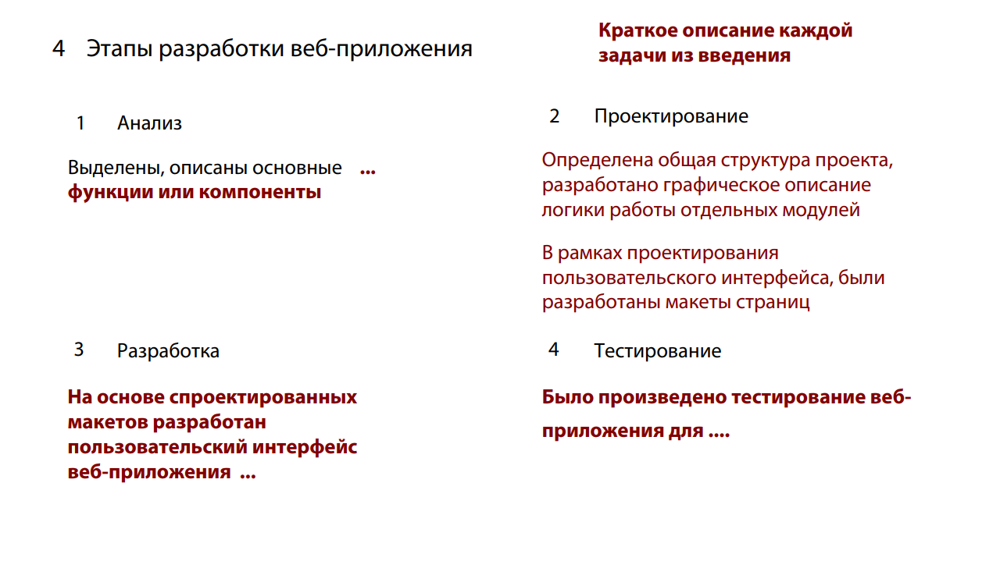 4 Этапы разработки веб-приложения
Краткое описание каждой
задачи из введения
1 Анализ
Выделены, описаны основные ...
функции или компоненты
2 Проектирование
Определена общая структура проекта,
разработано графическое описание
логики работы отдельных модулей
В рамках проектирования
пользовательского интерфейса, были
разработаны макеты страниц
3 Разработка
На основе спроектированных
макетов разработан
пользовательский интерфейс
веб-приложения ...
4 Тестирование
Было произведено тестирование веб-
приложения для ....